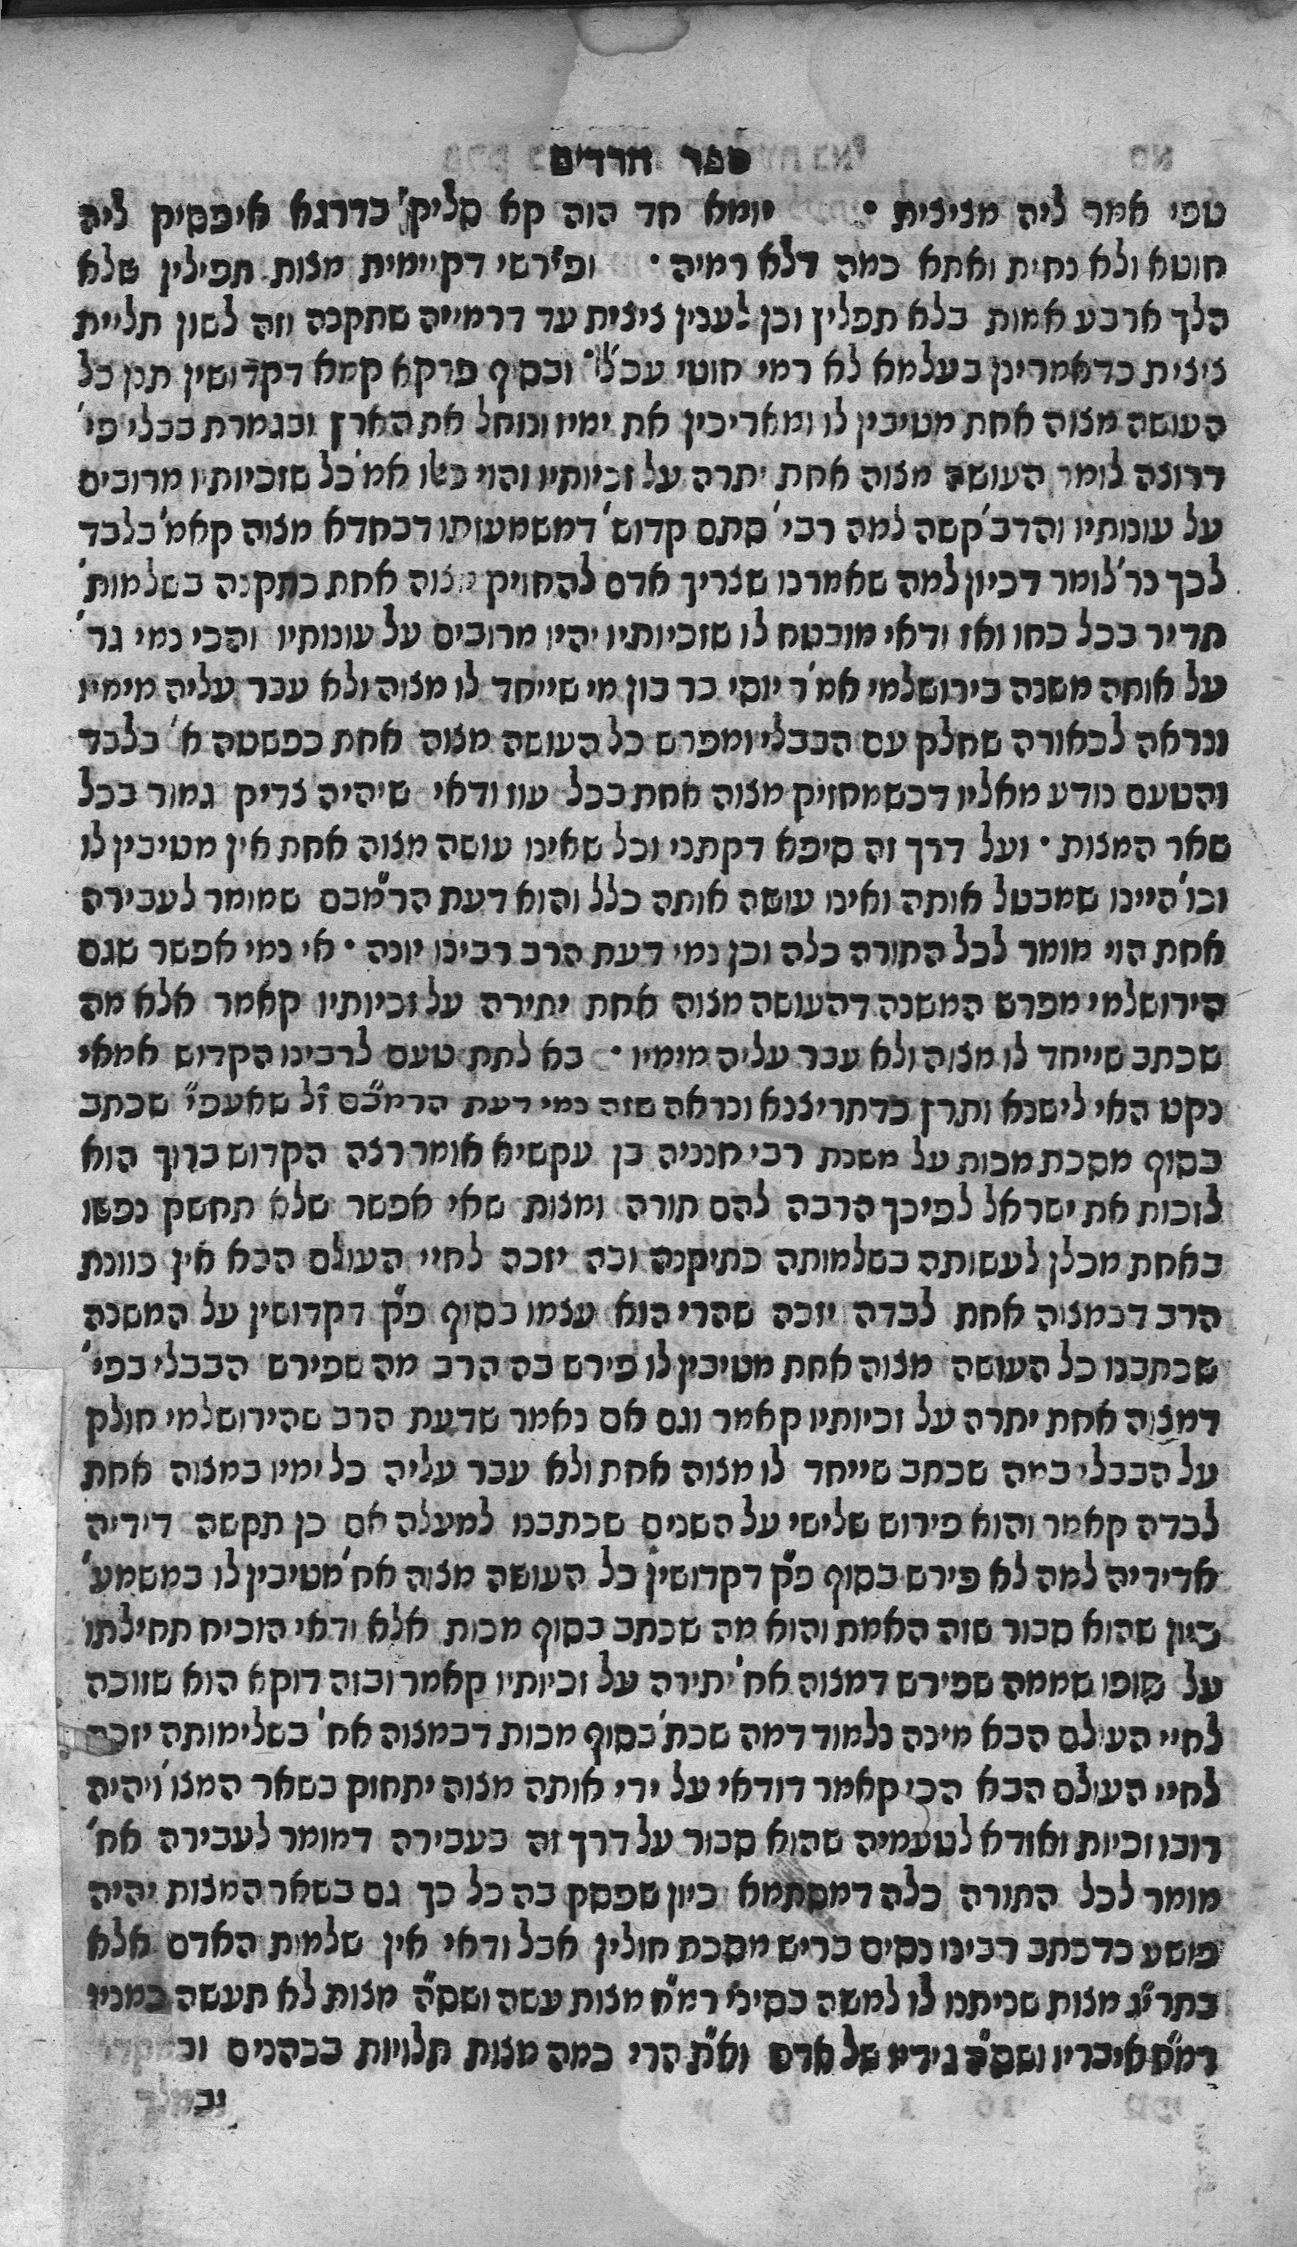 ספר חרדים
טפי אמר ליה מציצית · יומא חד הוה קא סליק בדרגא איפסיק ליה
חוטא ולא נחית ואתא כמה דלא רמיה · ופירשי דקיימית מצות תפילין שלא
הלך ארבע אמות בלא תפלין וכן לענין ציצית עד דרמייה שתקנה וזה לשון תליית
ציצית כדאמרינן בעלמא לא רמי חוטי עכ״ל · ובסוף פרקא קמא דקדושין תנן כל
העושה מצוה אחת מטיבין לו ומאריכין את ימיו ונוחל את הארץ ובגמרת בבלי פי׳
דרוצה לומר העושה מצוה אחת יתרה על זכיותיו והוי כאלו אמ׳ כל שזכיותיו מרובים
על עונותיו והדב׳ קשה למה רבי׳ סתם קדוש׳ דמשמעותו דבחדא מצוה קאמ׳ בלבד
לכך נר׳ לומר דכיון למה שאמרנו שצריך אדם להחזיק מצוה אחת כתקנה בשלמות׳
תדיר בכל כחו ואז ודאי מובטח לו שזכיותיו יהיו מרובים על עונותיו והכי נמי גר׳
על אותה משנה בירושלמי אמ׳ ר יוסי בר בון מי שייחד לו מצוה ולא עבר עליה מימיו
ונראה לכאורה שחלק עם הבבלי ומפרש כל העושה מצוה אחת כפשטה א׳ בלבד
והטעם נודע מאליו דכשמחזיק מצוה אחת בכל עוז ודאי שיהיה צדיק גמור בכל
שאר המצות · ועל דרך זה סיפא דקתני וכל שאינו עושה מצוה אחת אין מטיבין לו
וכו׳ היינו שמבטל אותה ואינו עושה אותה כלל והוא דעת הר״מבם שמומר לעבירה
אחת הוי מומר לכל התורה כלה וכן נמי דעת הרב רבינו יונה · אי נמי אפשר שגם
הירושלמי מפרש המשנה דהעושה מצוה אחת יתירה על זכיותיו קאמר אלא מה
שכתב שייחד לו מצוה ולא עבר עליה מימיו · בא לתת טעם לרבינו הקדוש אמאי
נקט האי לישנא ותרץ כדתריצנא ונראה שזה נמי דעת הרמ״בם ז״ל שאעפ״י שכתב
בסוף מסכת מכות על משנת רבי חנניה בן עקשיא אומר רצה הקדוש ברוך הוא
לזכות את ישראל לפיכך הרבה להם תורה ומצות שאי אפשר שלא תחשק נפשו
באחת מכלן לעשותה בשלמותה כתיקנה ובה יזכה לחיי העולם הבא אין כוונת
הרב דבמצוה אחת לבדה יזכה שהרי הוא עצמו בסוף פ״ק דקדושין על המשנה
שכתבנו כל העושה מצוה אחת מטיבין לו פירש בה הרב מה שפירש הבבלי בפי׳
דמצוה אחת יתרה על זכיותיו קאמר וגם אם נאמר שדעת הרב שהירושלמי חולק
על הבבלי במה שכתב שייחד לו מצוה אחת ולא עבר עליה כל ימיו במצוה אחת
לבדה קאמר והוא פירוש שלישי על השנים שכתבנו למעלה אם כן תקשה דידיה
אדידיה למה לא פירש בסוף פ״ק דקדושין כל העושה מצוה אח׳ מטיבין לו במשמע׳
כיון שהוא סבור שזה האמת והוא מה שכתב בסוף מכות אלא ודאי הוכיח תחילתו
על סופו שממה שפירש דמצוה אח׳ יתירה על זכיותיו קאמר ובזה דוקא הוא שזוכה
לחיי העולם הבא מינה נלמוד דמה שכת׳ בסוף מכות דבמצוה אח׳ בשלימותה יזכה
לחיי העולם הבא הכי קאמר דודאי על ידי אותה מצוה יתחזק בשאר המצו׳ ויהיה
רובו זכיות ואזדא לטעמיה שהוא סבור על דרך זה בעבירה דמומר לעבירה אח׳
מומר לכל התורה כלה דמסתמא כיון שפסק בה כל כך גם בשאר המצות יהיה
פושע כדכתב רבינו נסים בריש מסכת חולין אבל ודאי אין שלמות האדם אלא
בתרי״ג מצות שניתנו לו למשה בסיני רמ״ח מצות עשה ושס״ה מצות לא תעשה כמנין
רמ״ח איבריו ושס״ה גידיו של אדם וא״ת הרי כמה מצות תלויות בכהנים
ובמלך